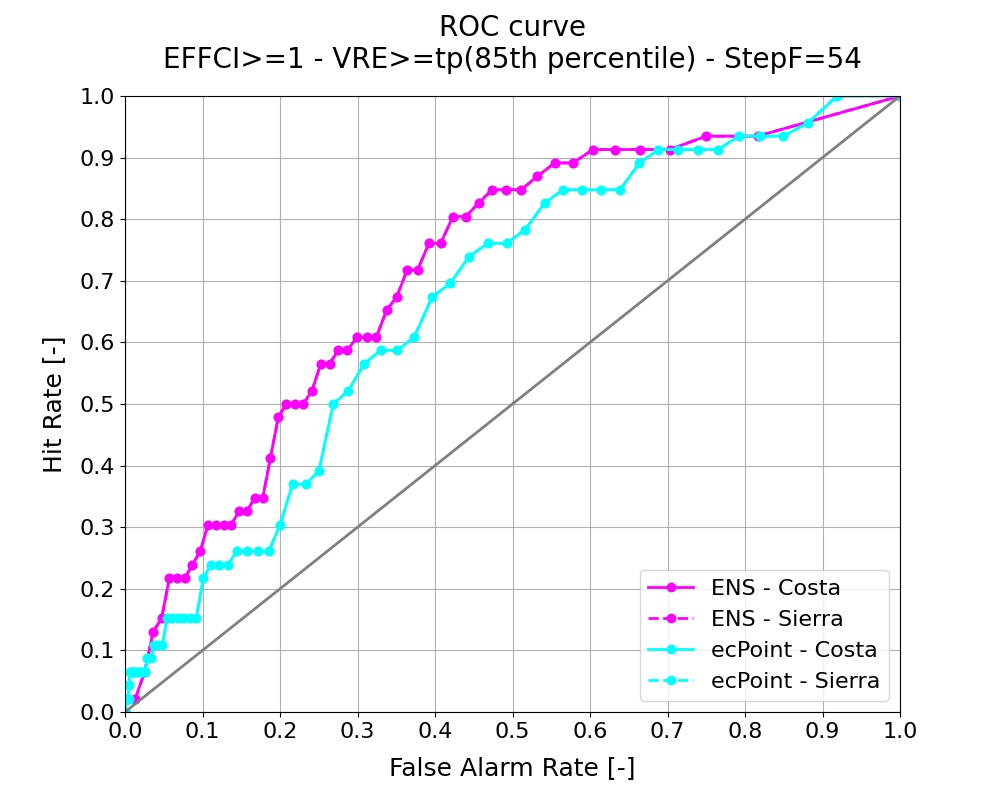 ROC curve
EFFCI>=1 - VRE>=tp(85th percentile) - StepF=54
1.0
0.9
0.8
0.7
0.6
0.5
0.4
0.3
0.2
0.1
0.0
Hit Rate [-]
ENS - Costa
ENS - Sierra
ecPoint - Costa
ecPoint - Sierra
0.0 0.1 0.2 0.3 0.4 0.5 0.6 0.7 0.8 0.9 1.0
False Alarm Rate [-]